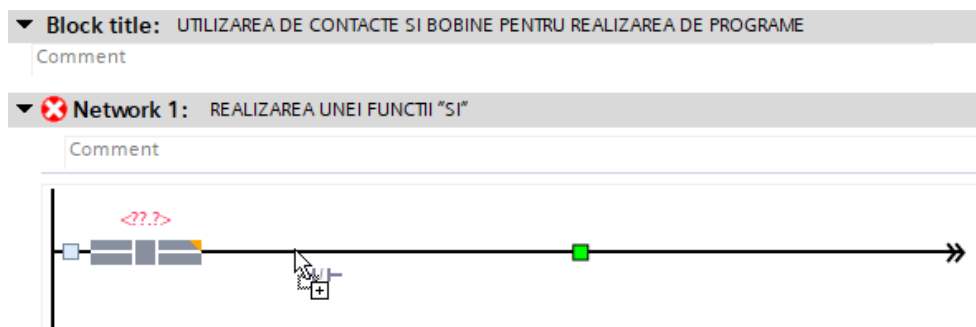 Block title: UTILIZAREA DE CONTACTE SI BOBINE PENTRU REALIZAREA DE PROGRAME
Comment
Network 1: REALIZAREA UNEI FUNCTII "SI"
Comment
<??.?>